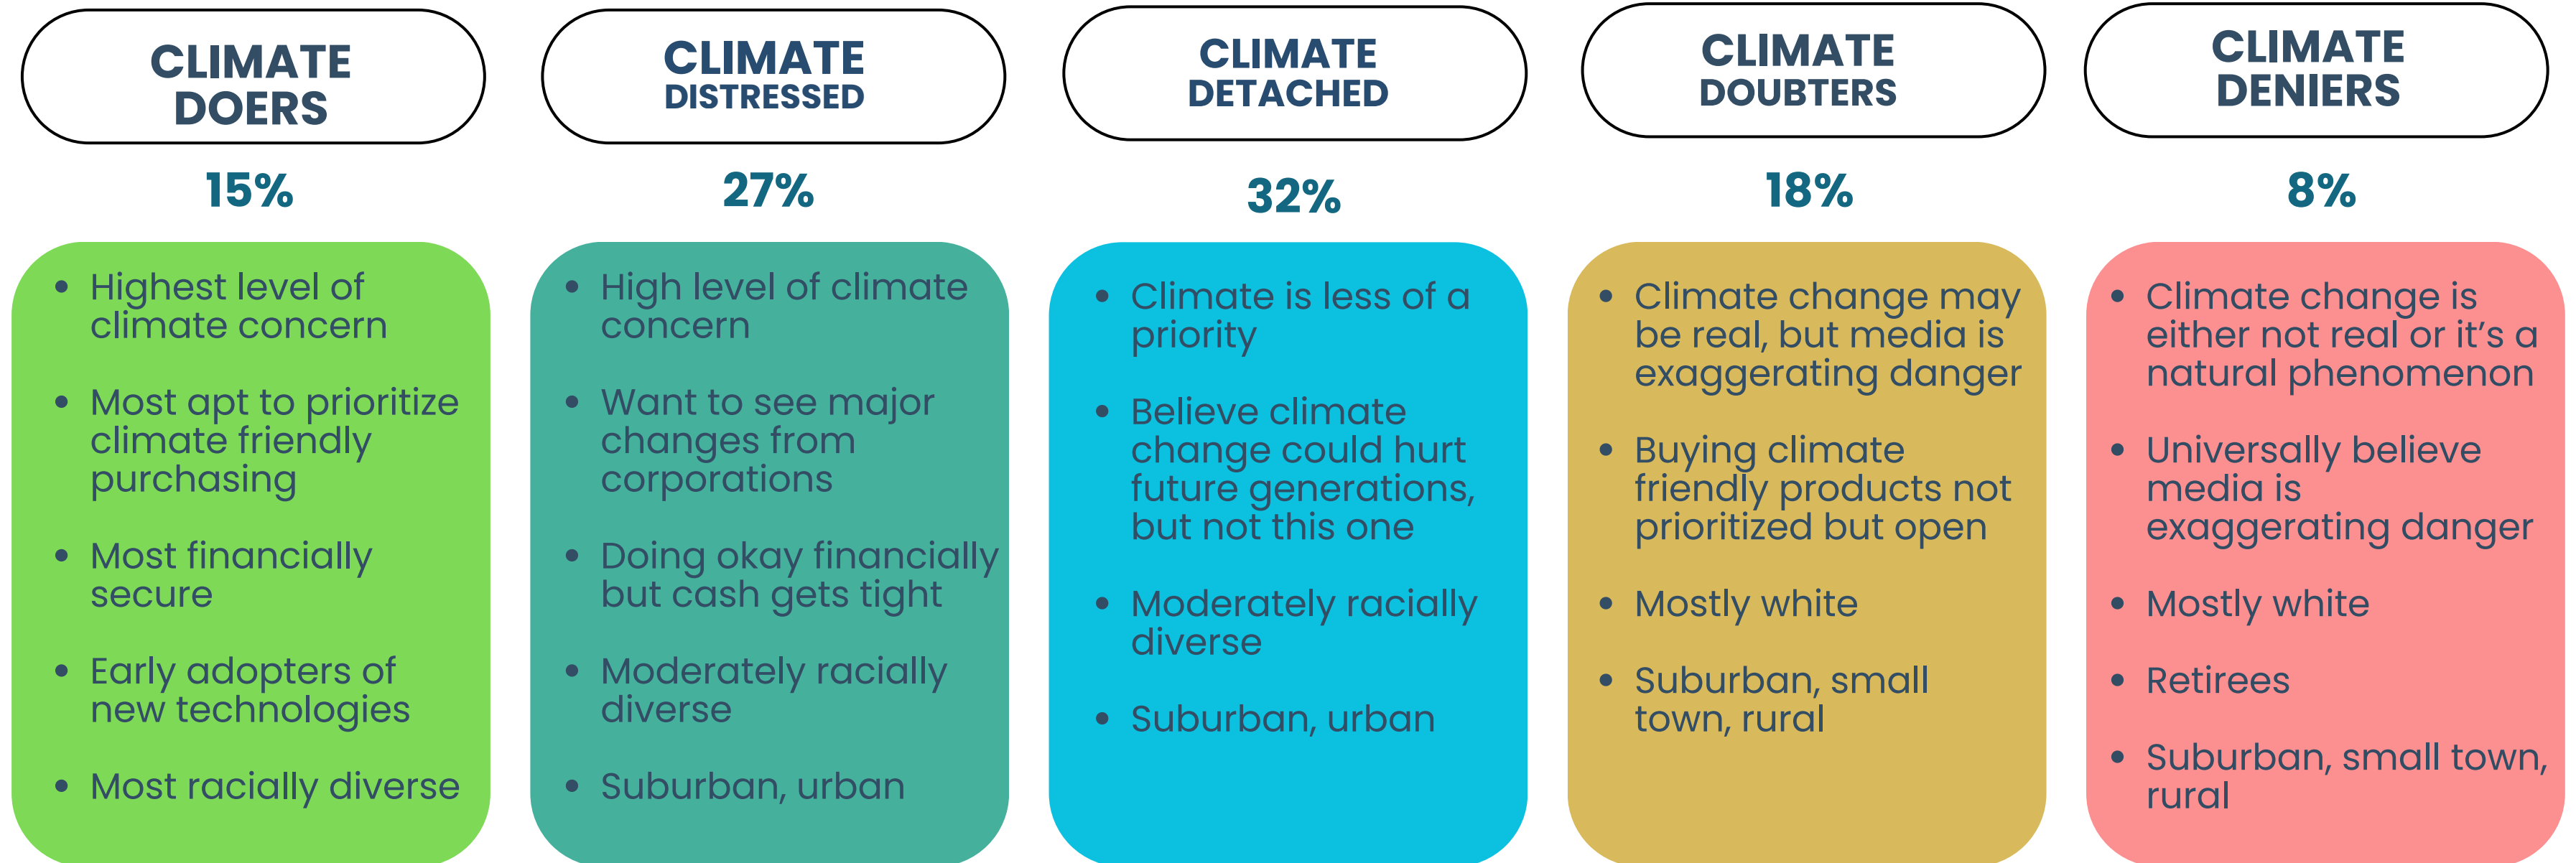 CLIMATE
DOERS
15%
• Highest level of
climate concern
• Most apt to prioritize
climate friendly
purchasing
• Most financially
secure
• Early adopters of
new technologies
• Most racially diverse
CLIMATE
DISTRESSED
27%
• High level of climate
concern
• Want to see major
changes from
corporations
• Doing okay financially
but cash gets tight
• Moderately racially
diverse
• Suburban, urban
CLIMATE
DETACHED
32%
• Climate is less of a
priority
• Believe climate
change could hurt
future generations,
but not this one
• Moderately racially
diverse
• Suburban, urban
CLIMATE
DOUBTERS
18%
• Climate change may
be real, but media is
exaggerating danger
• Buying climate
friendly products not
prioritized but open
• Mostly white
• Suburban, small
town, rural
CLIMATE
DENIERS
8%
• Climate change is
either not real or it’s a
natural phenomenon
• Universally believe
media is
exaggerating danger
• Mostly white
• Retirees
• Suburban, small town,
rural